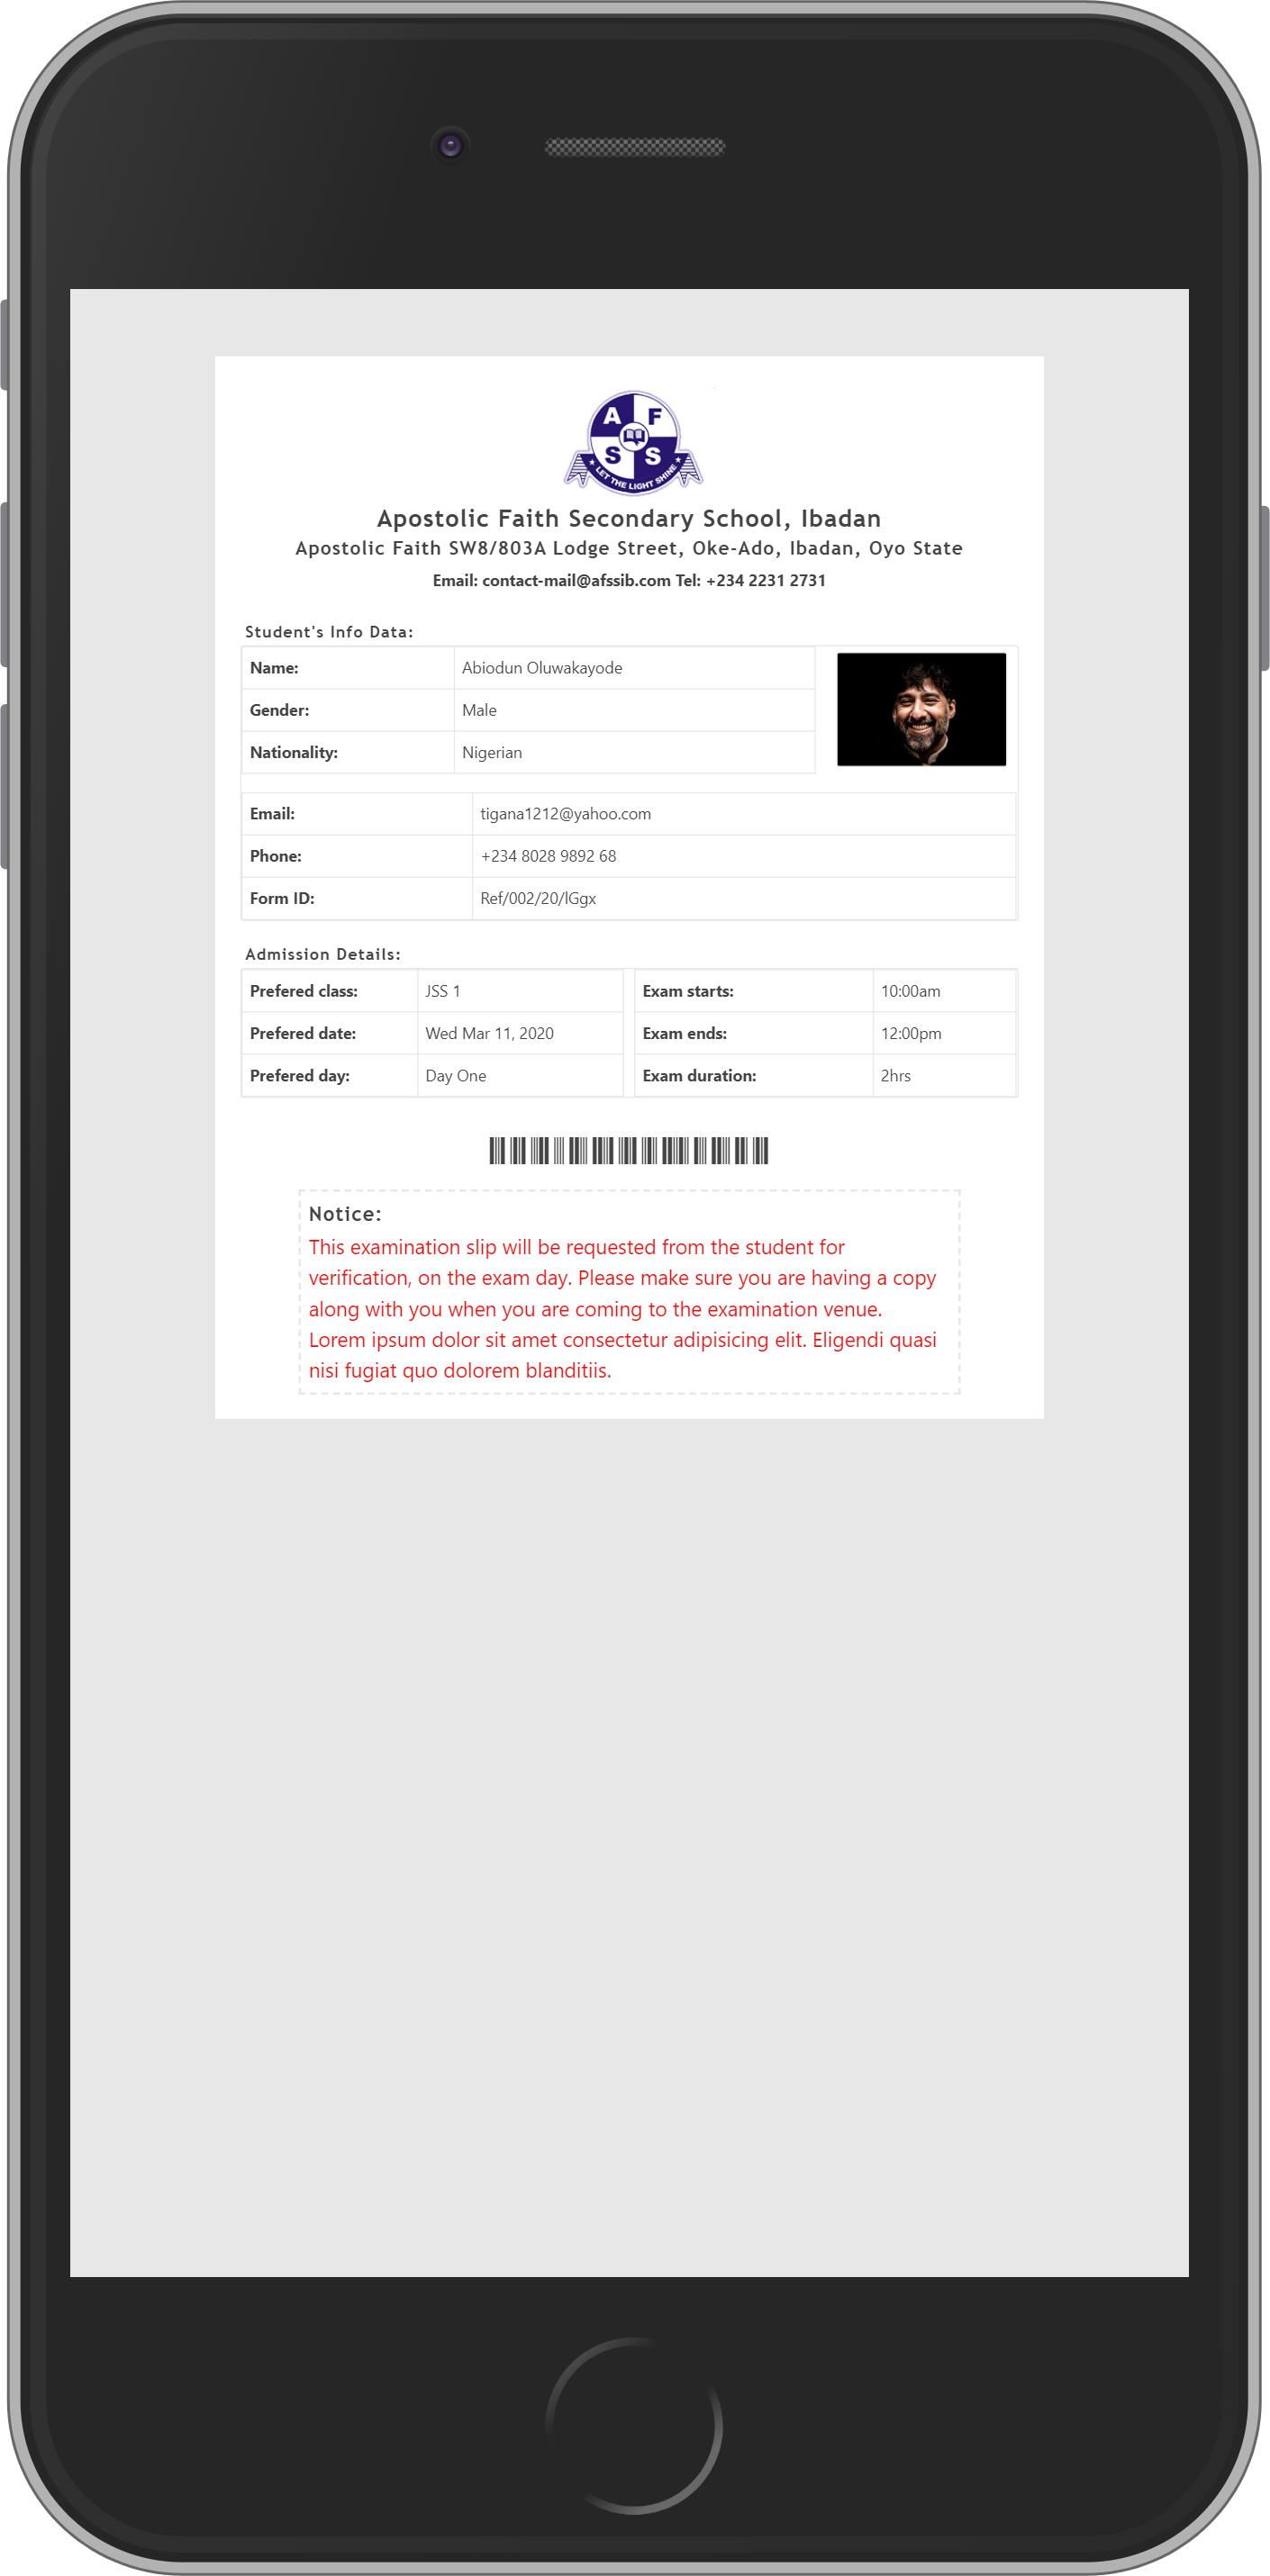 A F
S S
LET THE LIGHT SHINE
Apostolic Faith Secondary School, Ibadan
Apostolic Faith SW8/803A Lodge Street, Oke-Ado, Ibadan, Oyo State
Email: contact-mail@afssib.com Tel: +234 2231 2731
Student's Info Data:
Name: Abiodun Oluwakayode
Gender: Male
Nationality: Nigerian
Email: tigana1212@yahoo.com
Phone: +234 8028 9892 68
Form ID: Ref/002/20/lGgx
Admission Details:
Prefered class: JSS 1 Exam starts: 10:00am
Prefered date: Wed Mar 11, 2020 Exam ends: 12:00pm
Prefered day: Day One Exam duration: 2hrs
Notice:
This examination slip will be requested from the student for
verification, on the exam day. Please make sure you are having a copy
along with you when you are coming to the examination venue.
Lorem ipsum dolor sit amet consectetur adipisicing elit. Eligendi quasi
nisi fugiat quo dolorem blanditiis.